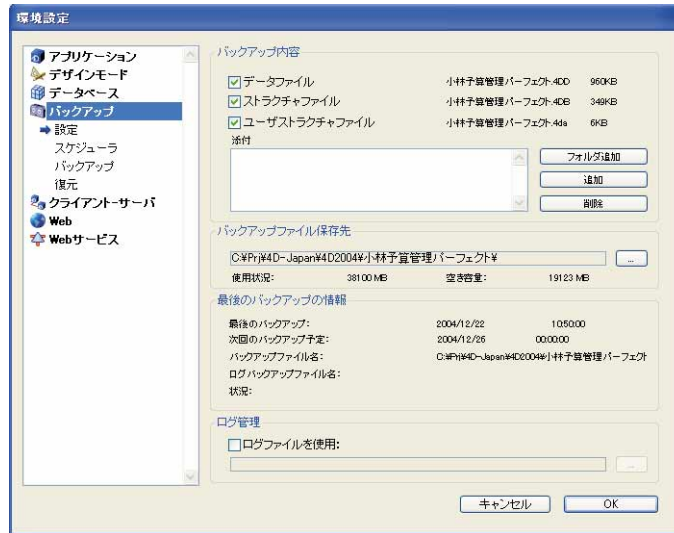 環境設定
アプリケーション
デザインモード
データベース
バックアップ
設定
スケジューラ
バックアップ
復元
クライアント-サーバ
Web
Webサービス
バックアップ内容
データファイル 小林予算管理パーフェクト.4DD 960KB
ストラクチャファイル 小林予算管理パーフェクト.4DB 349KB
ユーザストラクチャファイル 小林予算管理パーフェクト.4da 6KB
添付
フォルダ追加
追加
削除
バックアップファイル保存先
C:¥Prj¥4D-Japan¥4D2004¥小林予算管理パーフェクト¥ ...
使用状況: 38100 MB 空き容量: 19123 MB
最後のバックアップの情報
最後のバックアップ: 2004/12/22 10:50:00
次回のバックアップ予定: 2004/12/26 00:00:00
バックアップファイル名: C:¥Prj¥4D-Japan¥4D2004¥小林予算管理パーフェクト
ログバックアップファイル名:
状況:
ログ管理
ログファイルを使用:
...
キャンセル OK